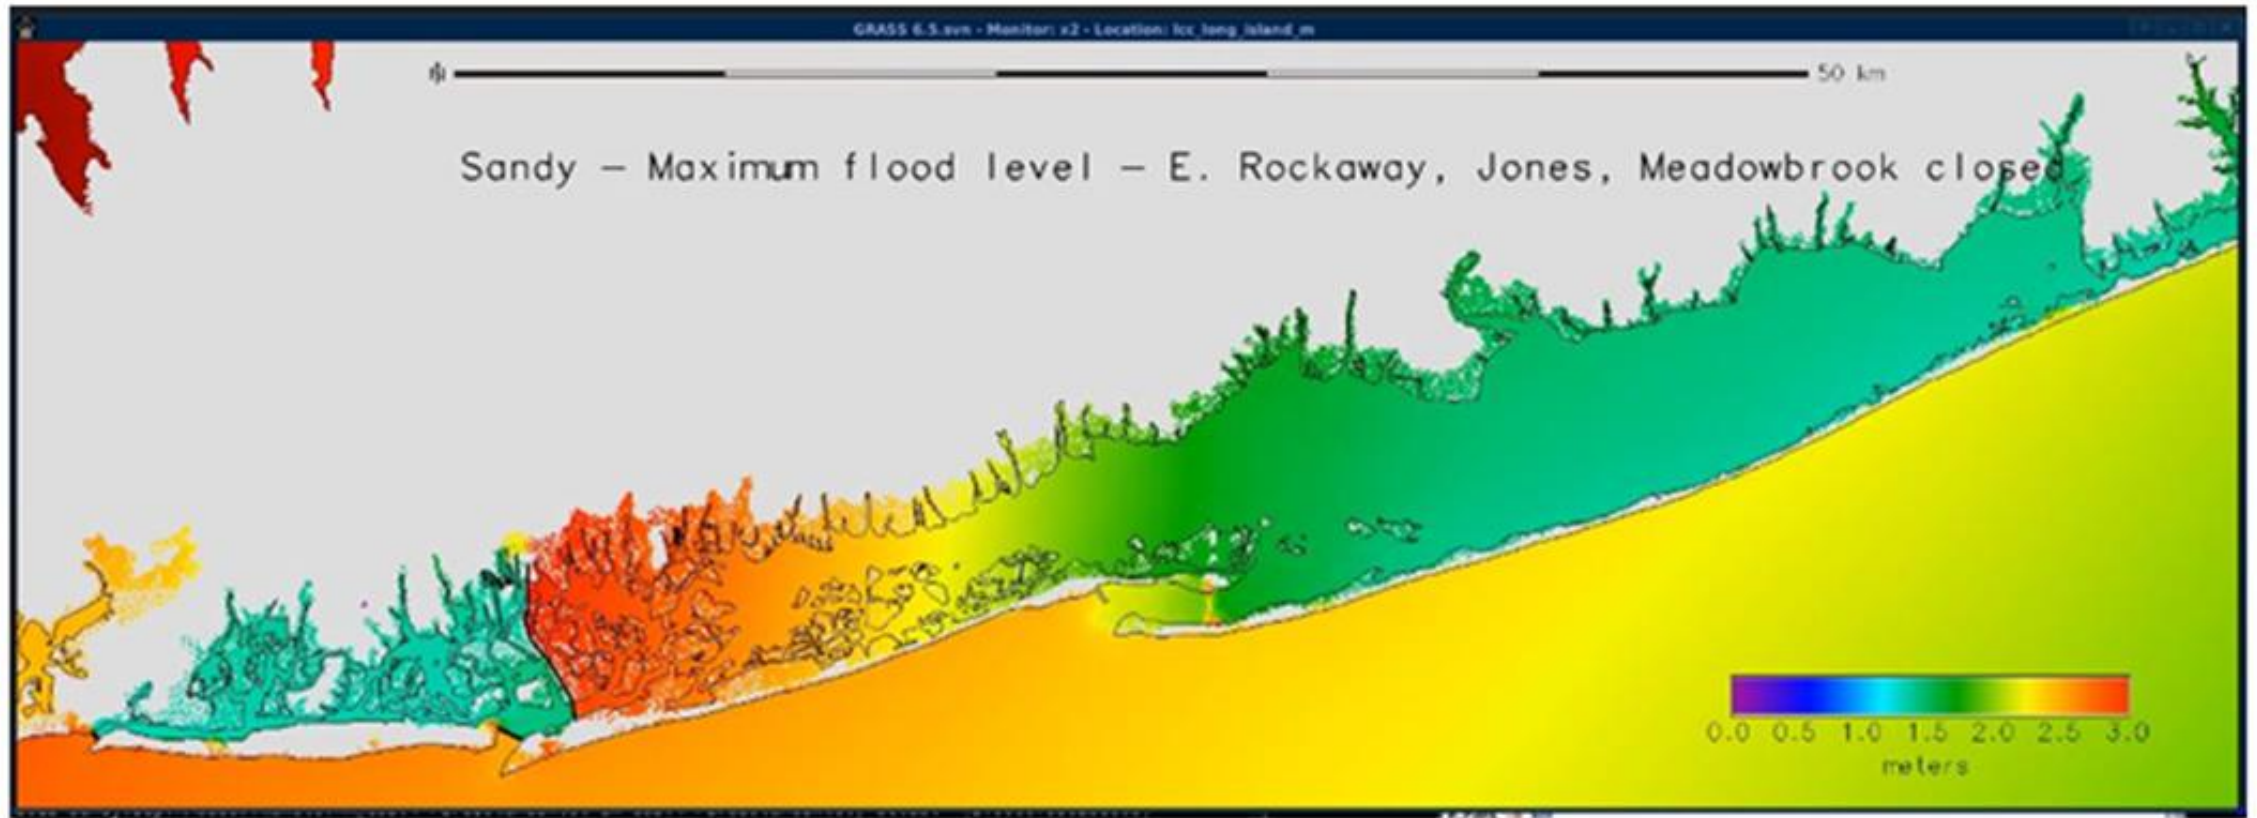 GRASS 6.5.svn - Monitor: x2 - Location: lcc_long_island_m
50 km
Sandy – Maximum flood level – E. Rockaway, Jones, Meadowbrook closed
0.0 0.5 1.0 1.5 2.0 2.5 3.0
meters